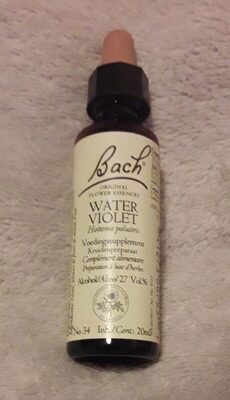 Bach®
ORIGINAL
FLOWER ESSENCES
WATER
VIOLET
Hottonia palustris
Voedingssupplement
Kruidenpreparaat
Complément alimentaire
Préparation à base d'herbes
Alcohol/Alcool 27 Vol.%
No 34 Inh./Cont.: 20ml